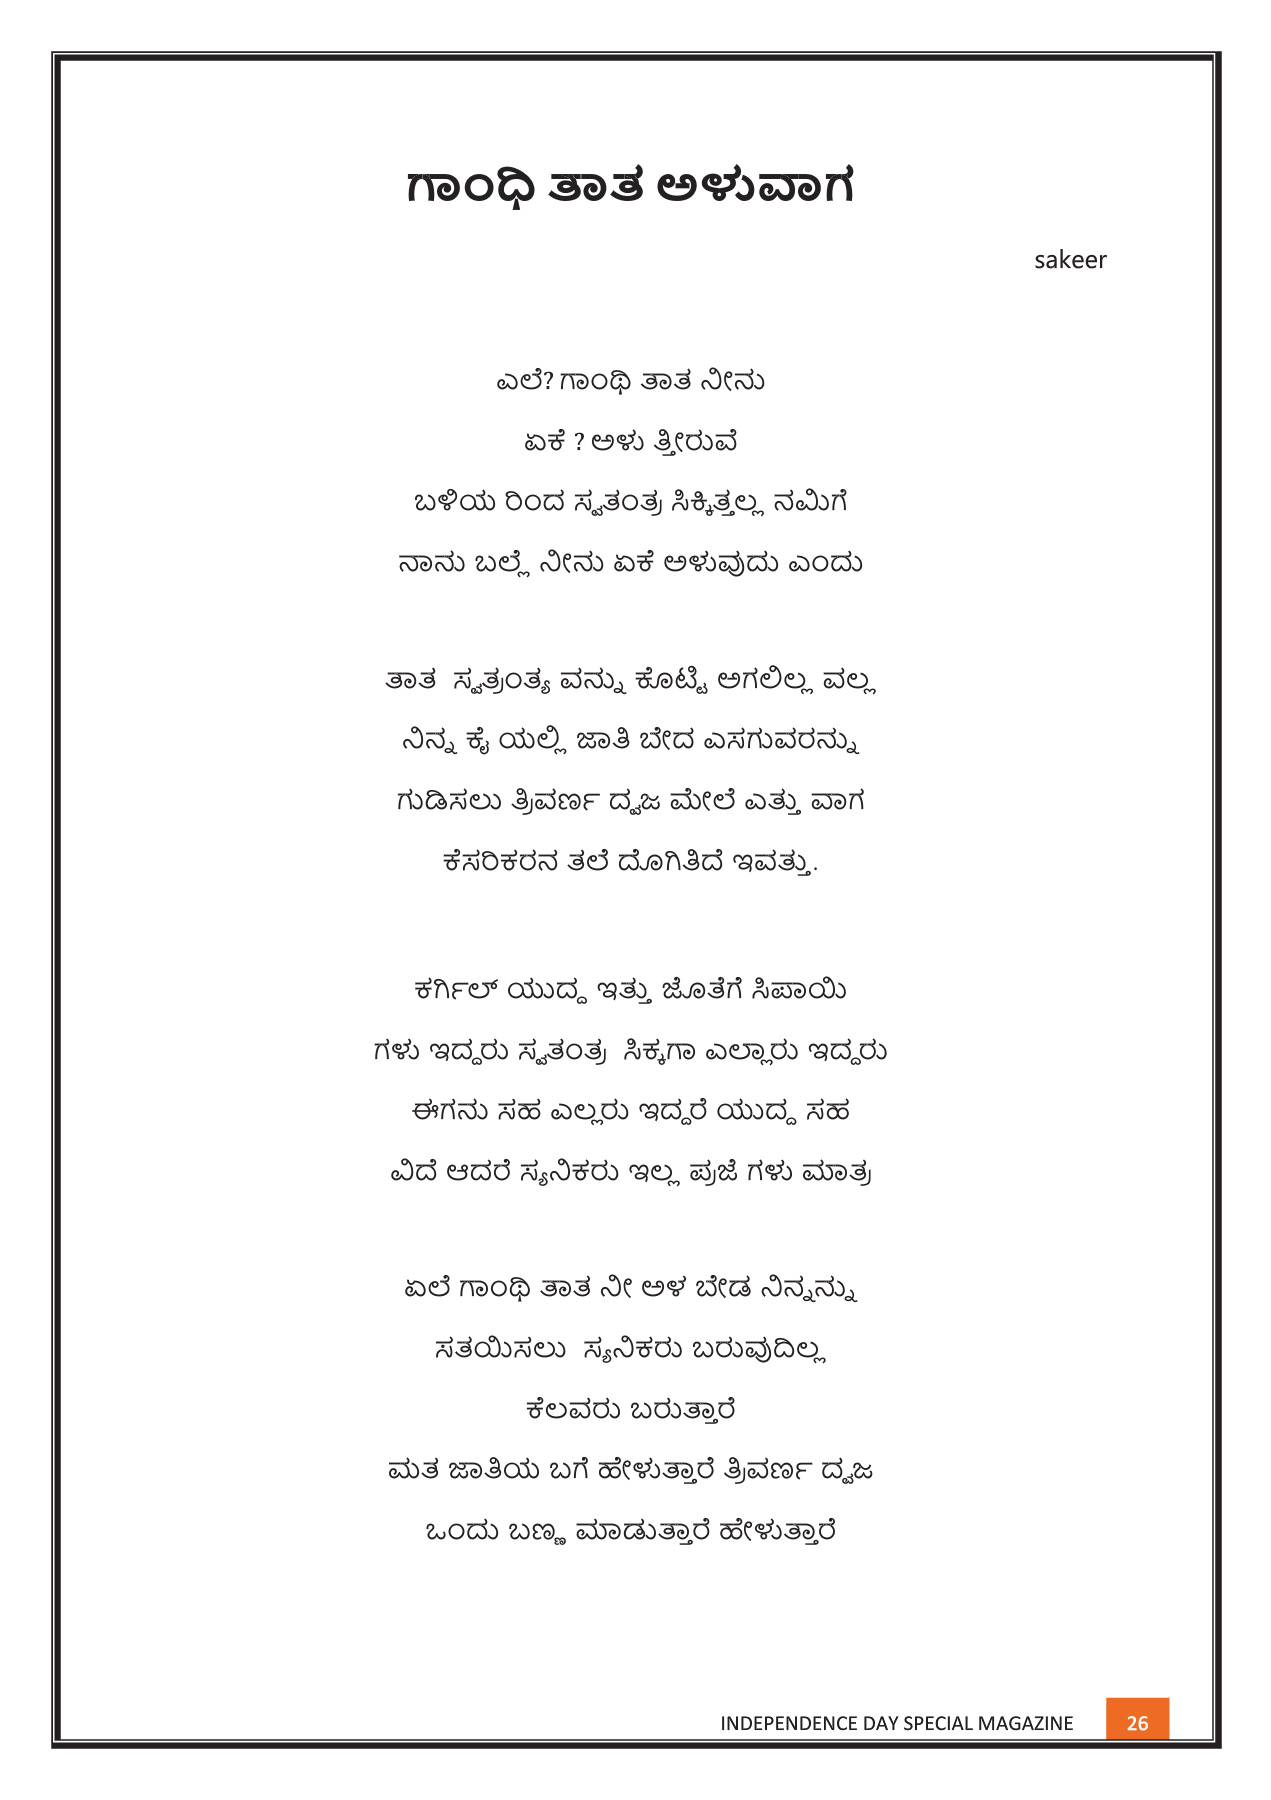 ಗಾಂಧಿ ತಾತ ಅಳುವಾಗ
sakeer
ಎಲೆ? ಗಾಂಥಿ ತಾತ ನೀನು
ಏಕೆ ? ಅಳು ತ್ತೀರುವೆ
ಬಳಿಯ ರಿಂದ ಸ್ವತಂತ್ರ ಸಿಕ್ಕಿತ್ತಲ್ಲ ನಮಿಗೆ
ನಾನು ಬಲ್ಲೆ ನೀನು ಏಕೆ ಅಳುವುದು ಎಂದು
ತಾತ ಸ್ವತ್ರಂತ್ಯ ವನ್ನು ಕೊಟ್ಟಿ ಅಗಲಿಲ್ಲ ವಲ್ಲ
ನಿನ್ನ ಕೈ ಯಲ್ಲಿ ಜಾತಿ ಬೇದ ಎಸಗುವರನ್ನು
ಗುಡಿಸಲು ತ್ರಿವರ್ಣ ದ್ವಜ ಮೇಲೆ ಎತ್ತು ವಾಗ
ಕೆಸರಿಕರನ ತಲೆ ದೊಗಿತಿದೆ ಇವತ್ತು.
ಕರ್ಗಿಲ್ ಯುದ್ದ ಇತ್ತು ಜೊತೆಗೆ ಸಿಪಾಯಿ
ಗಳು ಇದ್ದರು ಸ್ವತಂತ್ರ ಸಿಕ್ಕಗಾ ಎಲ್ಲಾರು ಇದ್ದರು
ಈಗನು ಸಹ ಎಲ್ಲರು ಇದ್ದರೆ ಯುದ್ದ ಸಹ
ವಿದೆ ಆದರೆ ಸ್ಯನಿಕರು ಇಲ್ಲ ಪ್ರಜೆ ಗಳು ಮಾತ್ರ
ಏಲೆ ಗಾಂಥಿ ತಾತ ನೀ ಅಳ ಬೇಡ ನಿನ್ನನ್ನು
ಸತಯಿಸಲು ಸ್ಯನಿಕರು ಬರುವುದಿಲ್ಲ
ಕೆಲವರು ಬರುತ್ತಾರೆ
ಮತ ಜಾತಿಯ ಬಗೆ ಹೇಳುತ್ತಾರೆ ತ್ರಿವರ್ಣ ದ್ವಜ
ಒಂದು ಬಣ್ಣ ಮಾಡುತ್ತಾರೆ ಹೇಳುತ್ತಾರೆ
INDEPENDENCE DAY SPECIAL MAGAZINE 26